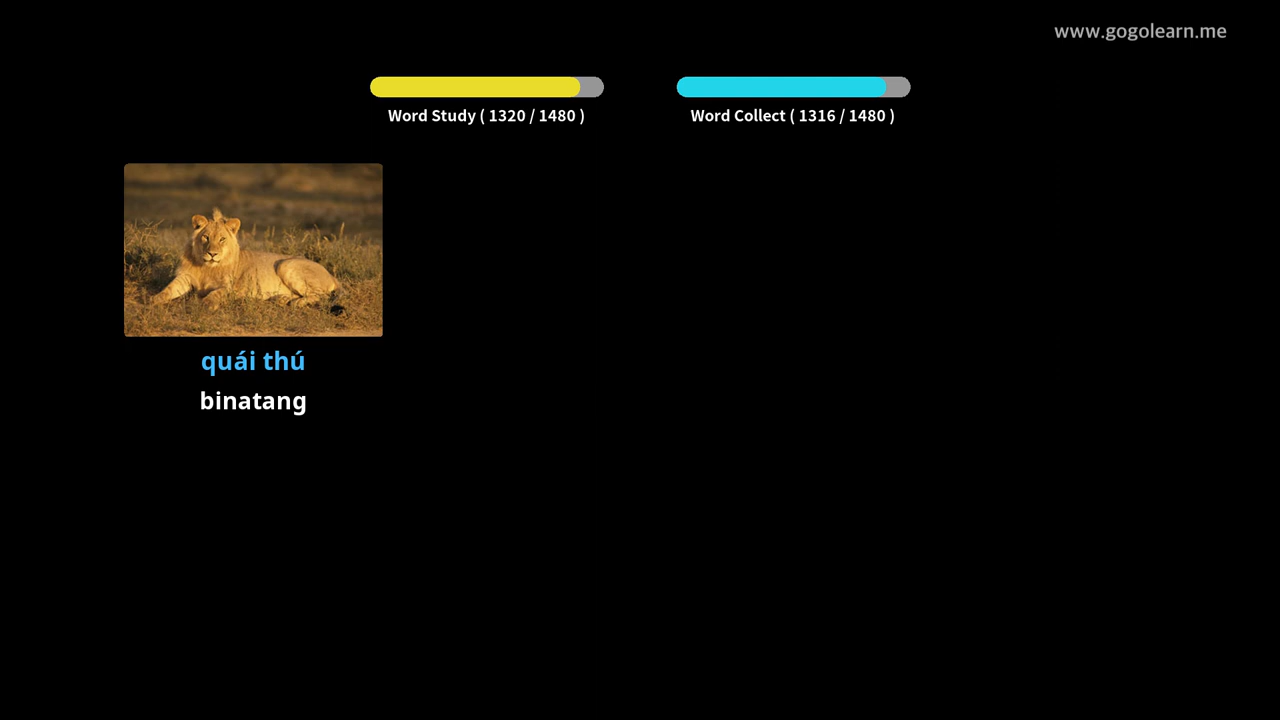 www.gogolearn.me
Word Study ( 1320 / 1480 )
Word Collect ( 1316 / 1480 )
quái thú
binatang